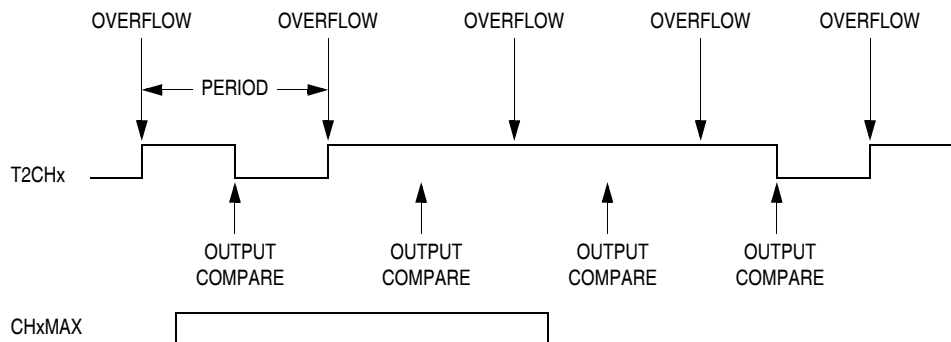 OVERFLOW OVERFLOW OVERFLOW OVERFLOW OVERFLOW
PERIOD
T2CHx
OUTPUT COMPARE
OUTPUT COMPARE
OUTPUT COMPARE
OUTPUT COMPARE
CHxMAX